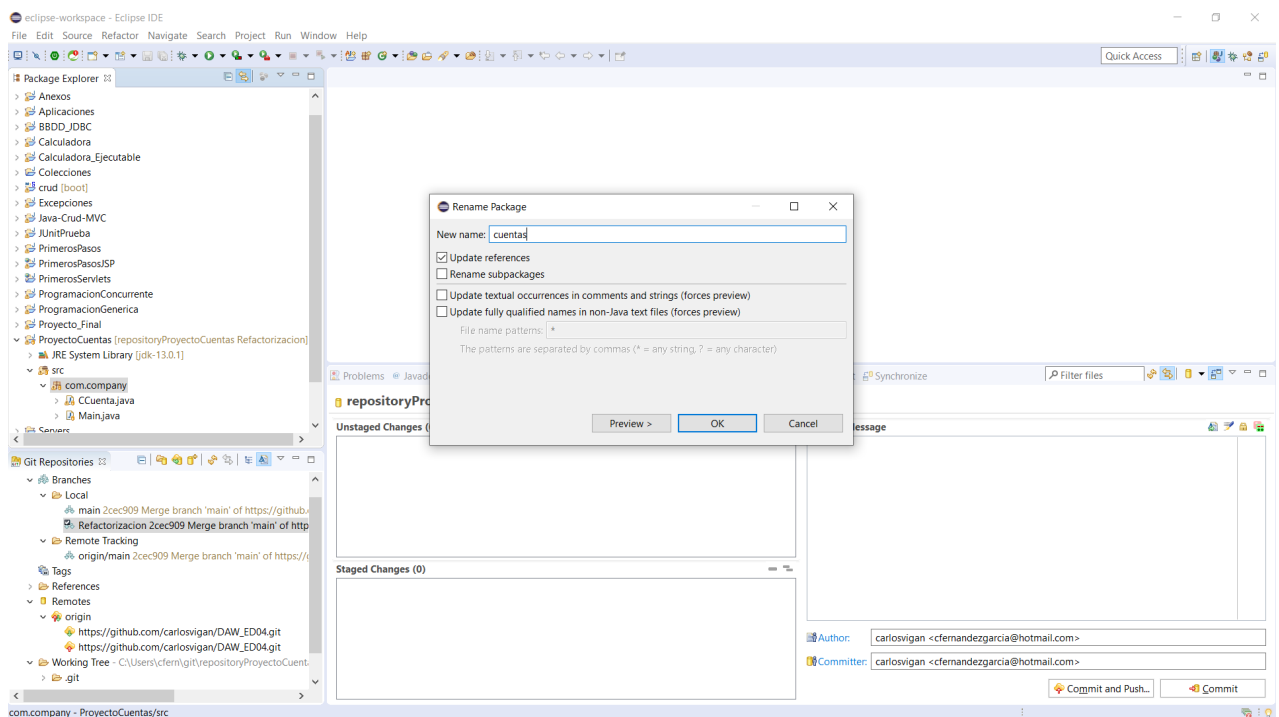 eclipse-workspace - Eclipse IDE
File Edit Source Refactor Navigate Search Project Run Window Help
Quick Access
Package Explorer
Anexos
Aplicaciones
BBDD_JDBC
Calculadora
Calculadora_Ejecutable
Colecciones
crud [boot]
Excepciones
Java-Crud-MVC
JUnitPrueba
PrimerosPasos
PrimerosPasosJSP
PrimerosServlets
ProgramacionConcurrente
ProgramacionGenerica
Proyecto_Final
ProyectoCuentas [repositoryProyectoCuentas Refactorizacion]
JRE System Library [jdk-13.0.1]
src
com.company
CCuenta.java
Main.java
Servers
Rename Package
New name: cuentas
Update references
Rename subpackages
Update textual occurrences in comments and strings (forces preview)
Update fully qualified names in non-Java text files (forces preview)
File name patterns: *
The patterns are separated by commas (* = any string, ? = any character)
Preview > OK Cancel
Git Repositories
Branches
Local
main 2cec909 Merge branch 'main' of https://github.
Refactorizacion 2cec909 Merge branch 'main' of http
Remote Tracking
origin/main 2cec909 Merge branch 'main' of https://
Tags
References
Remotes
origin
https://github.com/carlosvigan/DAW_ED04.git
https://github.com/carlosvigan/DAW_ED04.git
Working Tree - C:\Users\cfern\git\repositoryProyectoCuent
.git
Problems @ Javad Synchronize Filter files
repositoryPro
Unstaged Changes ( essage
Staged Changes (0)
Author: carlosvigan <cfernandezgarcia@hotmail.com>
Committer: carlosvigan <cfernandezgarcia@hotmail.com>
Commit and Push... Commit
com.company - ProyectoCuentas/src